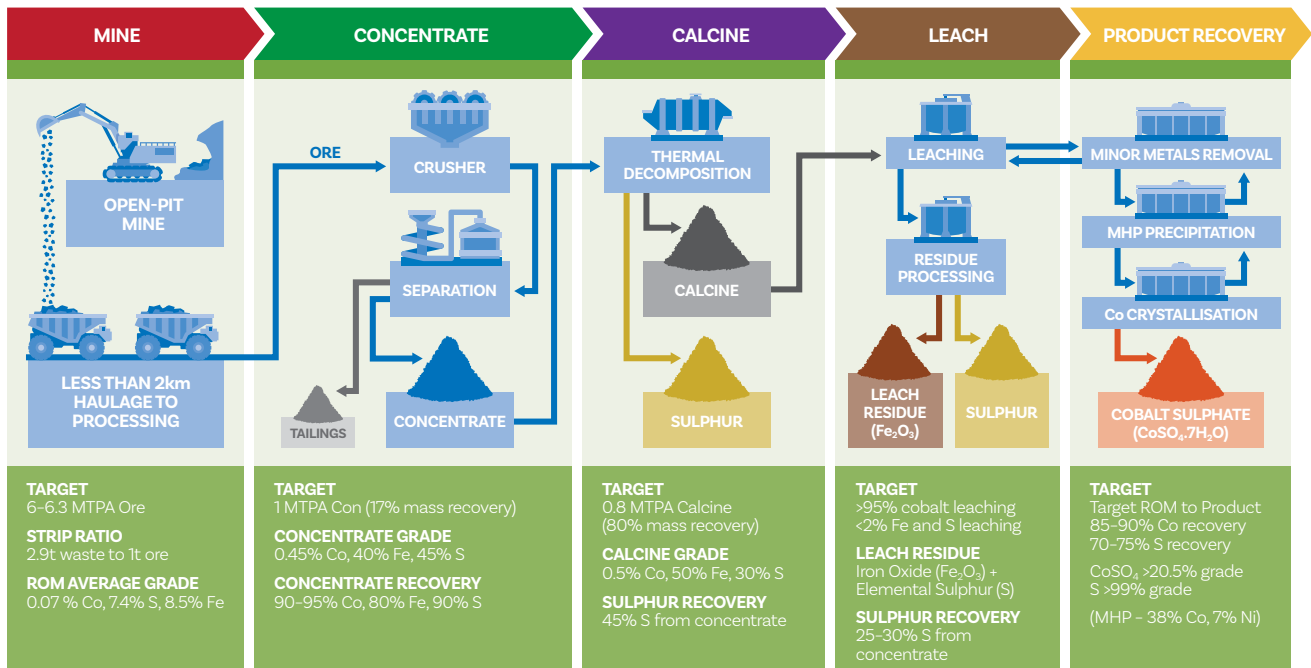 MINE
CONCENTRATE
CALCINE
LEACH
PRODUCT RECOVERY
OPEN-PIT
MINE
LESS THAN 2km
HAULAGE TO
PROCESSING
ORE
CRUSHER
SEPARATION
TAILINGS
CONCENTRATE
THERMAL
DECOMPOSITION
CALCINE
SULPHUR
LEACHING
RESIDUE
PROCESSING
LEACH
RESIDUE
(Fe₂O₃)
SULPHUR
MINOR METALS REMOVAL
MHP PRECIPITATION
Co CRYSTALLISATION
COBALT SULPHATE
(CoSO₄.7H₂O)
TARGET
6–6.3 MTPA Ore
STRIP RATIO
2.9t waste to 1t ore
ROM AVERAGE GRADE
0.07 % Co, 7.4% S, 8.5% Fe
TARGET
1 MTPA Con (17% mass recovery)
CONCENTRATE GRADE
0.45% Co, 40% Fe, 45% S
CONCENTRATE RECOVERY
90–95% Co, 80% Fe, 90% S
TARGET
0.8 MTPA Calcine
(80% mass recovery)
CALCINE GRADE
0.5% Co, 50% Fe, 30% S
SULPHUR RECOVERY
45% S from concentrate
TARGET
>95% cobalt leaching
<2% Fe and S leaching
LEACH RESIDUE
Iron Oxide (Fe₂O₃) +
Elemental Sulphur (S)
SULPHUR RECOVERY
25–30% S from
concentrate
TARGET
Target ROM to Product
85–90% Co recovery
70–75% S recovery
CoSO₄ >20.5% grade
S >99% grade
(MHP – 38% Co, 7% Ni)